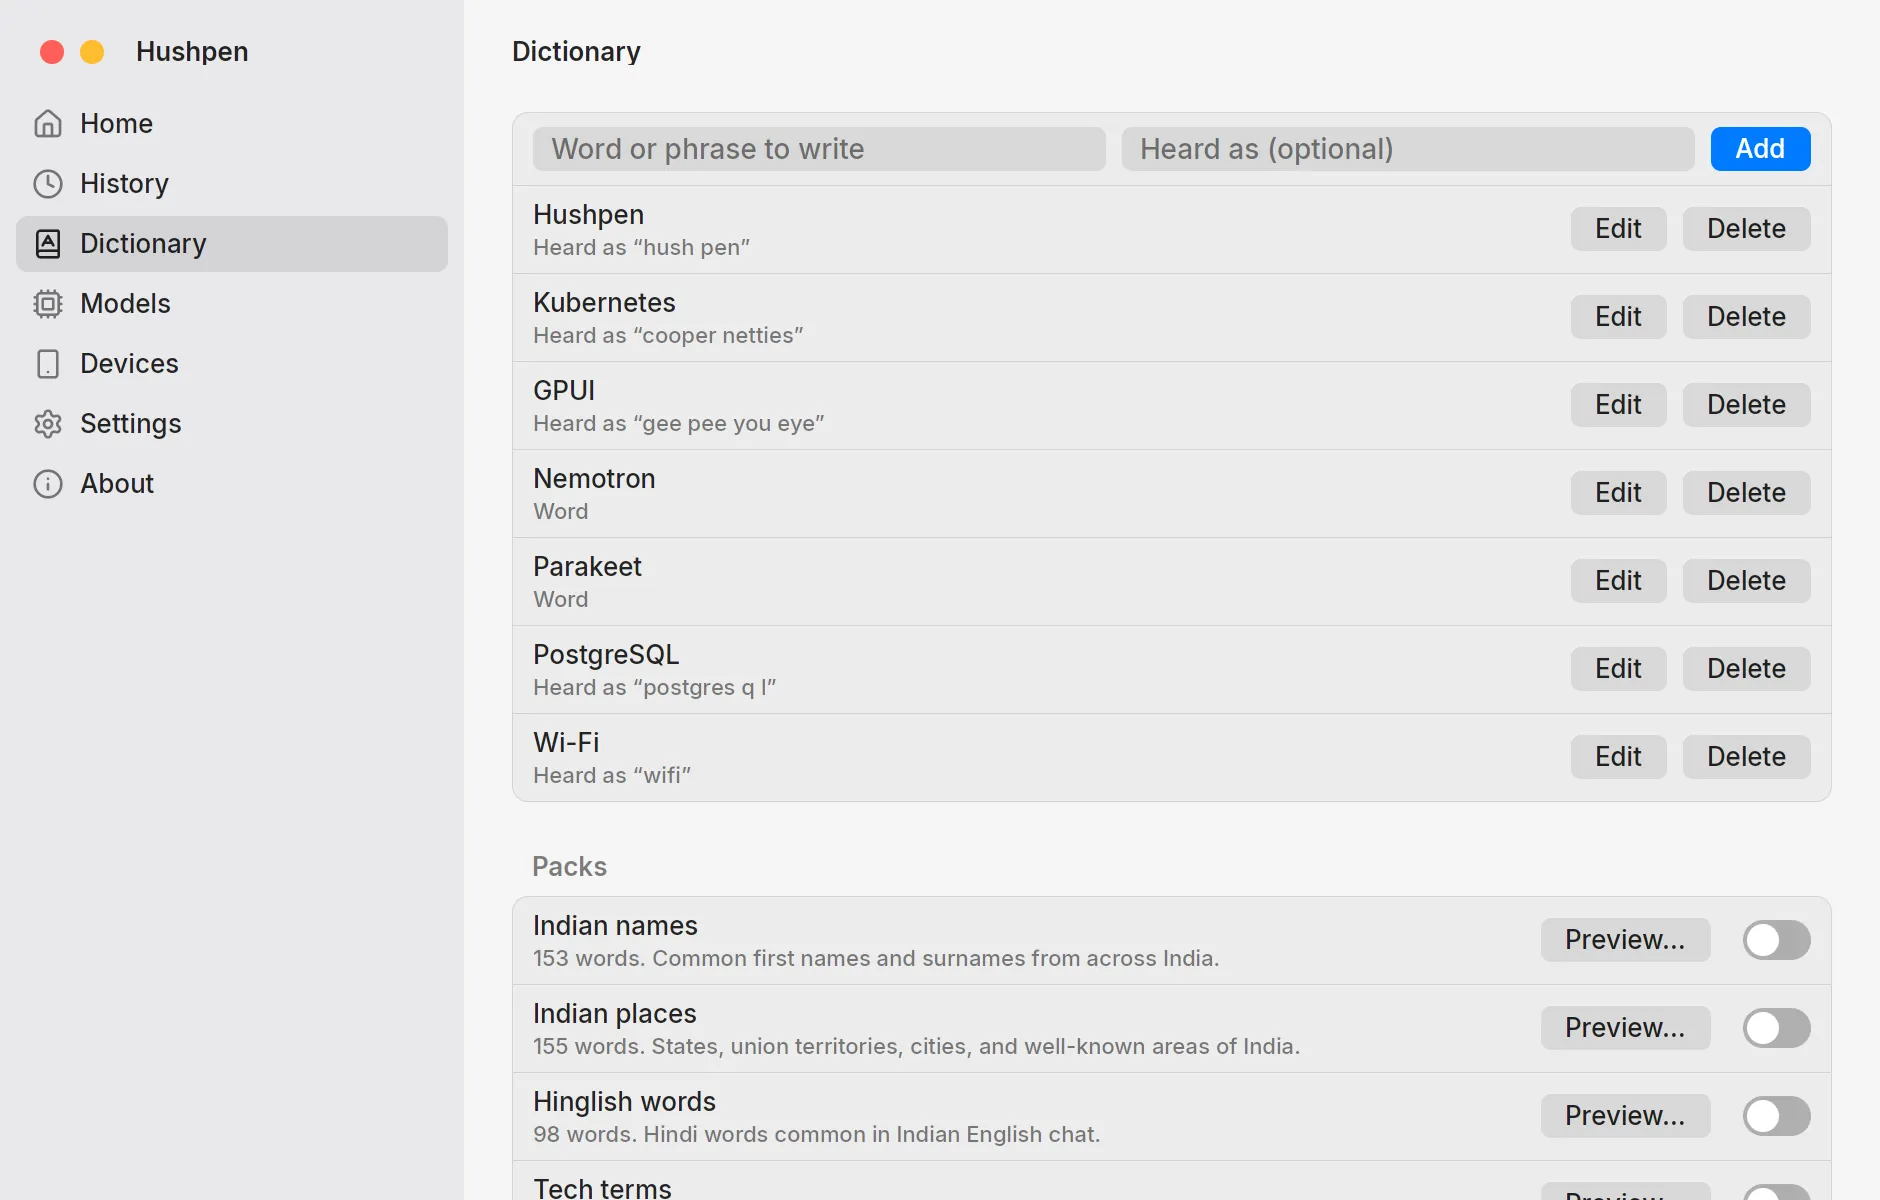 Hushpen
Home
History
Dictionary
Models
Devices
Settings
About
Dictionary
Word or phrase to write Heard as (optional) Add
Hushpen
Heard as “hush pen”
Edit Delete
Kubernetes
Heard as “cooper netties”
Edit Delete
GPUI
Heard as “gee pee you eye”
Edit Delete
Nemotron
Word
Edit Delete
Parakeet
Word
Edit Delete
PostgreSQL
Heard as “postgres q l”
Edit Delete
Wi-Fi
Heard as “wifi”
Edit Delete
Packs
Indian names
153 words. Common first names and surnames from across India.
Preview...
Indian places
155 words. States, union territories, cities, and well-known areas of India.
Preview...
Hinglish words
98 words. Hindi words common in Indian English chat.
Preview...
Tech terms
Preview...